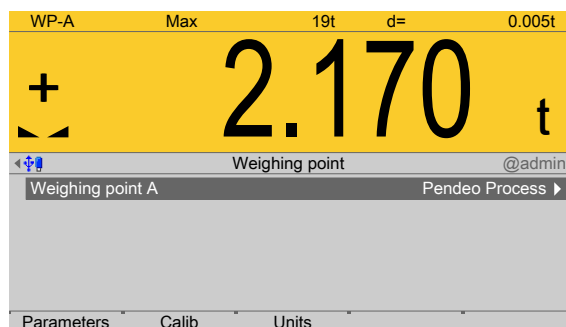 WP-A Max 19t d= 0.005t
+ 2.170 t
Weighing point @admin
Weighing point A Pendeo Process
Parameters Calib Units